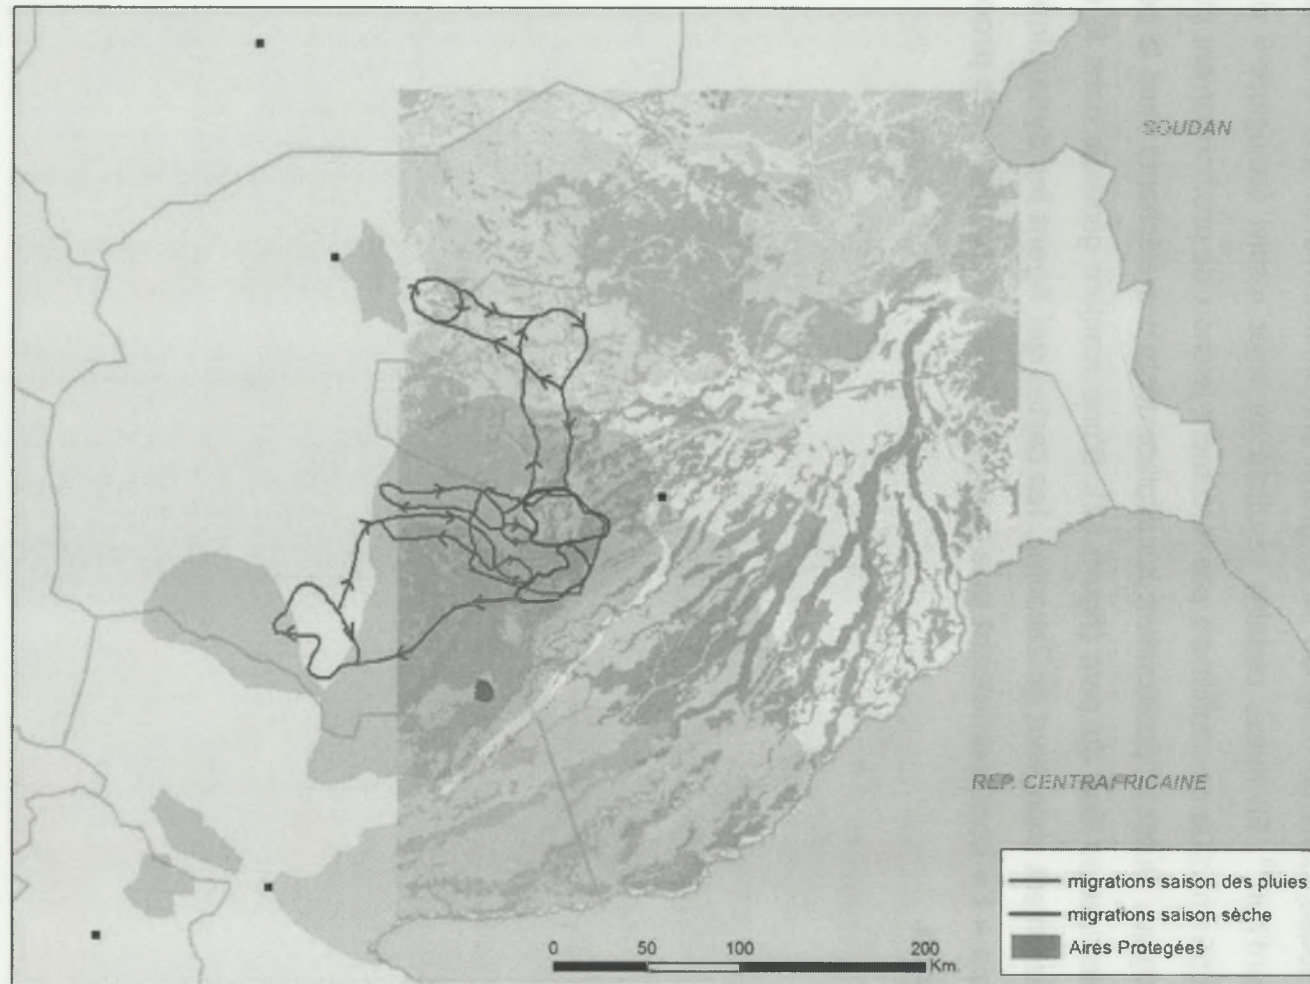 SOUDAN
REP. CENTRAFRICAINE
migrations saison des pluies
migrations saison sèche
Aires Protegées
0 50 100 200
Km.